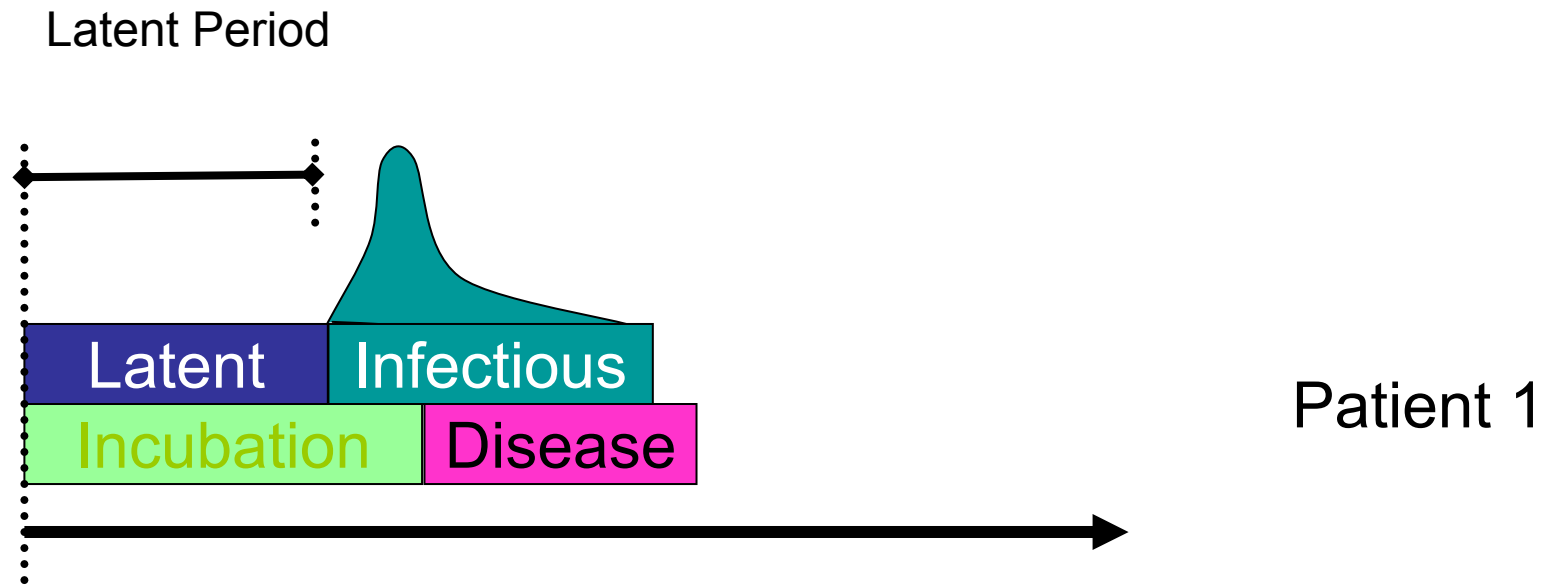 Latent Period
Latent
Infectious
Patient 1
Incubation
Disease